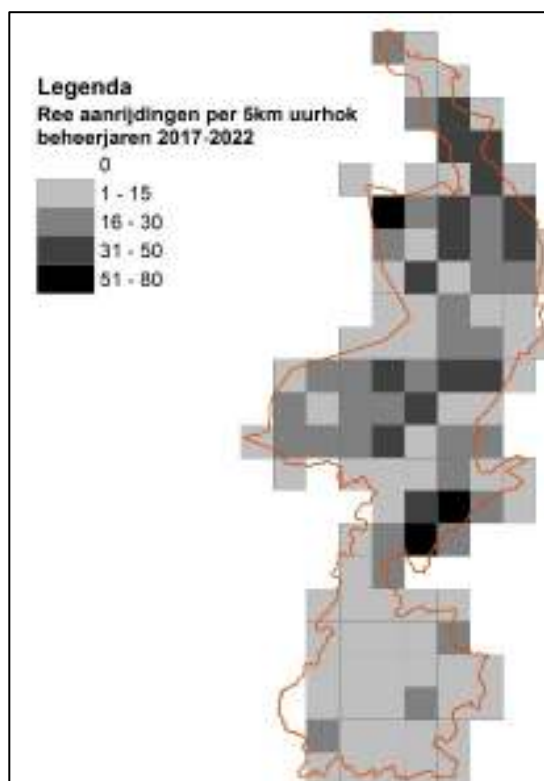 Legenda
Ree aanrijdingen per 5km uurhok
beheerjaren 2017-2022
0
1 - 15
16 - 30
31 - 50
51 - 80